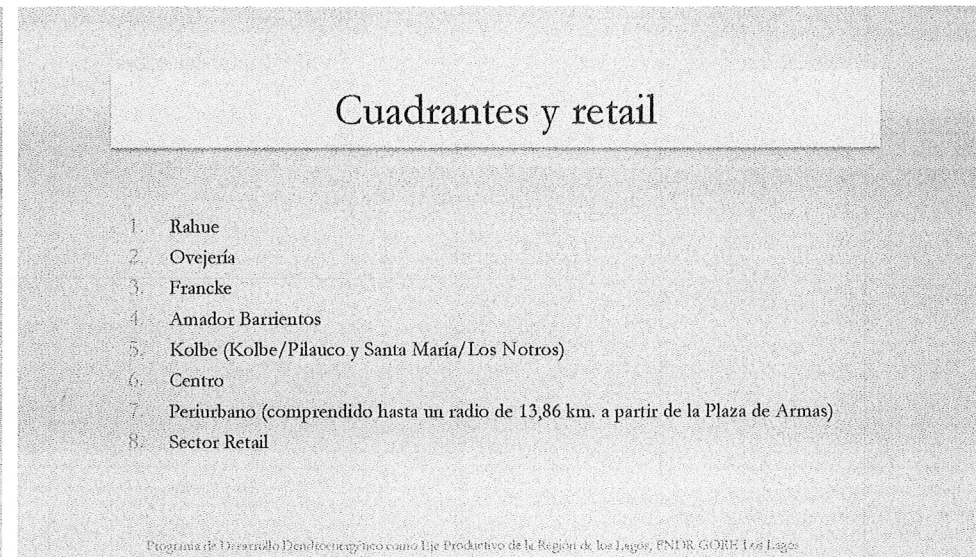 Cuadrantes y retail
1. Rahue
2. Ovejería
3. Francke
4. Amador Barrientos
5. Kolbe (Kolbe/Pilauco y Santa María/Los Notros)
6. Centro
7. Periurbano (comprendido hasta un radio de 13,86 km. a partir de la Plaza de Armas)
8. Sector Retail
Programa de Desarrollo Dendroenergético como Eje Productivo de la Región de los Lagos, FNDR GORE Los Lagos